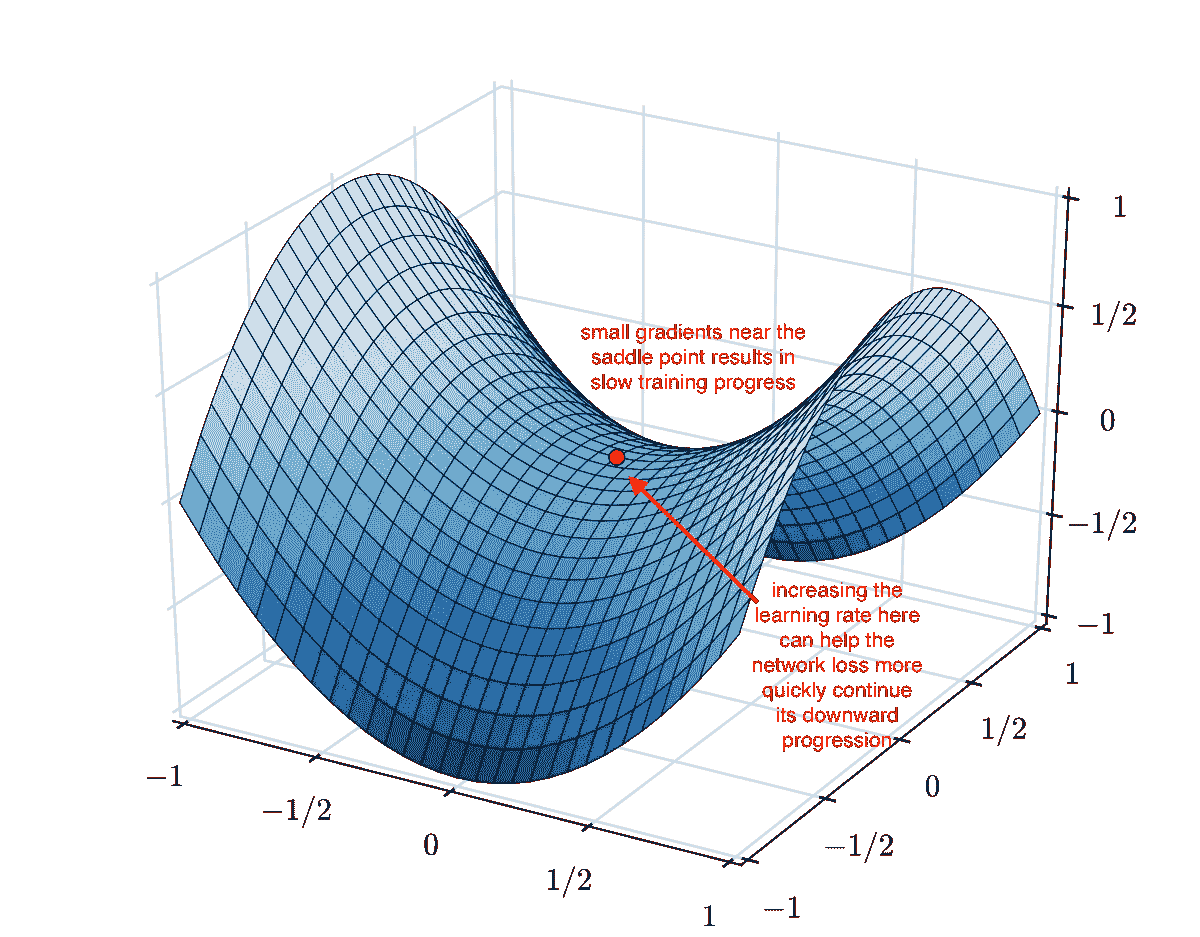 small gradients near the
saddle point results in
slow training progress
increasing the
learning rate here
can help the
network loss more
quickly continue
its downward
progression
1
1/2
0
−1/2
−1
1
1/2
0
−1/2
−1
−1
−1/2
0
1/2
1